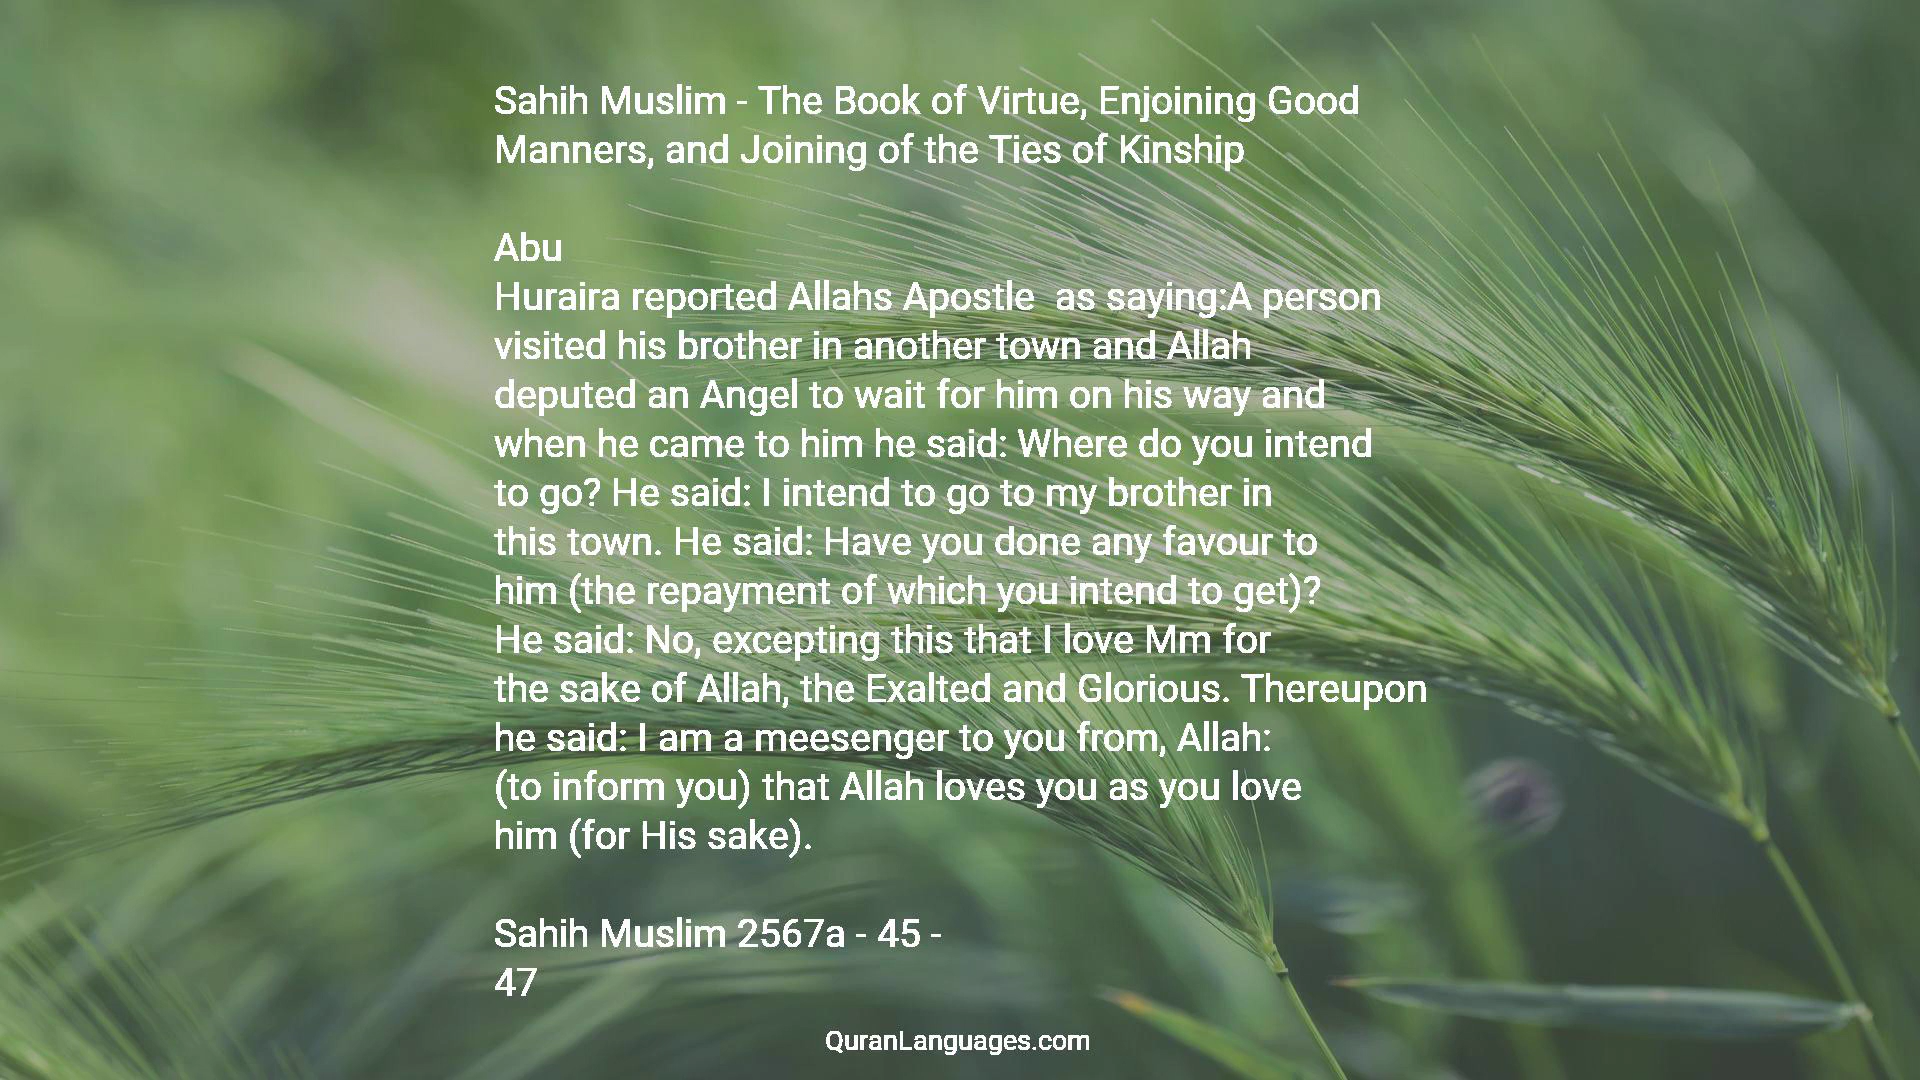 Sahih Muslim - The Book of Virtue, Enjoining Good
Manners, and Joining of the Ties of Kinship
Abu
Huraira reported Allahs Apostle  as saying:A person
visited his brother in another town and Allah
deputed an Angel to wait for him on his way and
when he came to him he said: Where do you intend
to go? He said: I intend to go to my brother in
this town. He said: Have you done any favour to
him (the repayment of which you intend to get)?
He said: No, excepting this that I love Mm for
the sake of Allah, the Exalted and Glorious. Thereupon
he said: I am a meesenger to you from, Allah:
(to inform you) that Allah loves you as you love
him (for His sake).
Sahih Muslim 2567a - 45 -
47
QuranLanguages.com